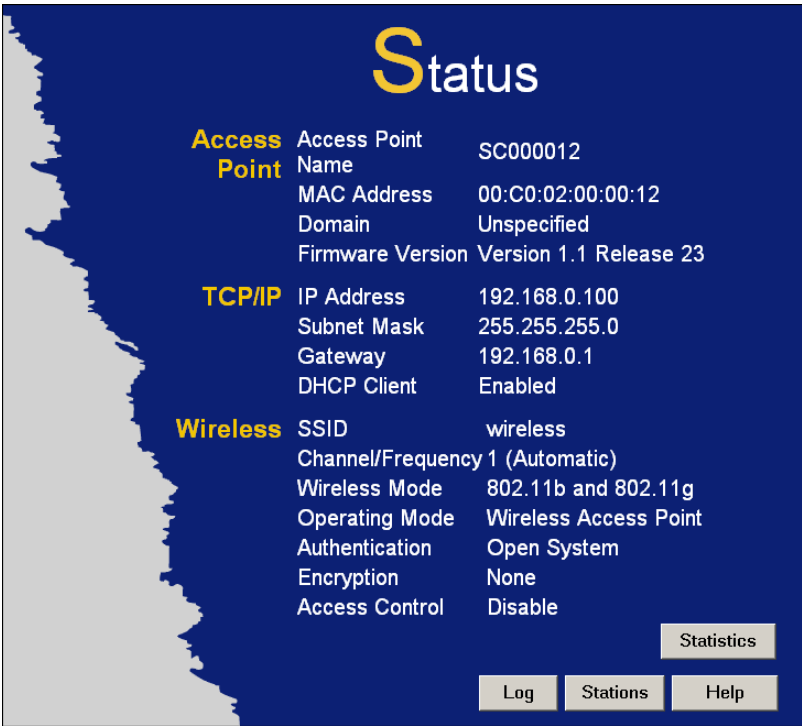 Status
Access Point
Access Point Name SC000012
MAC Address 00:C0:02:00:00:12
Domain Unspecified
Firmware Version Version 1.1 Release 23
TCP/IP IP Address 192.168.0.100
Subnet Mask 255.255.255.0
Gateway 192.168.0.1
DHCP Client Enabled
Wireless SSID wireless
Channel/Frequency 1 (Automatic)
Wireless Mode 802.11b and 802.11g
Operating Mode Wireless Access Point
Authentication Open System
Encryption None
Access Control Disable
Statistics
Log Stations Help